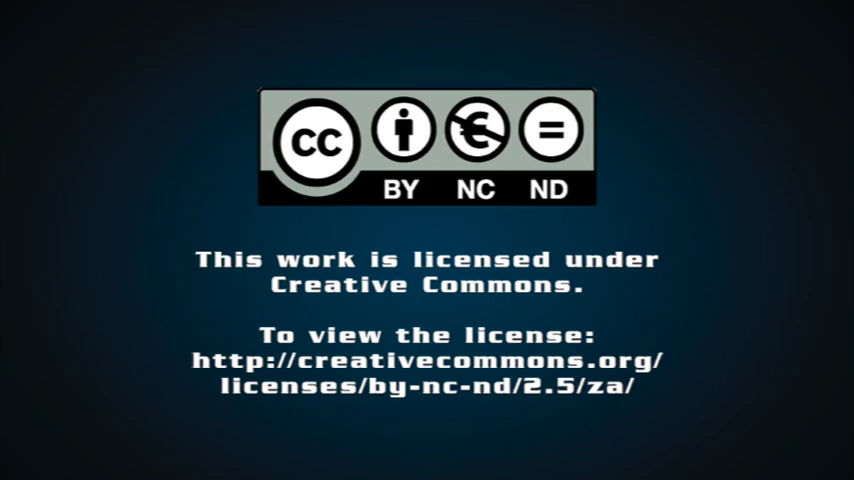 CC
BY NC ND
This work is licensed under
Creative Commons.
To view the license:
http://creativecommons.org/
licenses/by-nc-nd/2.5/za/